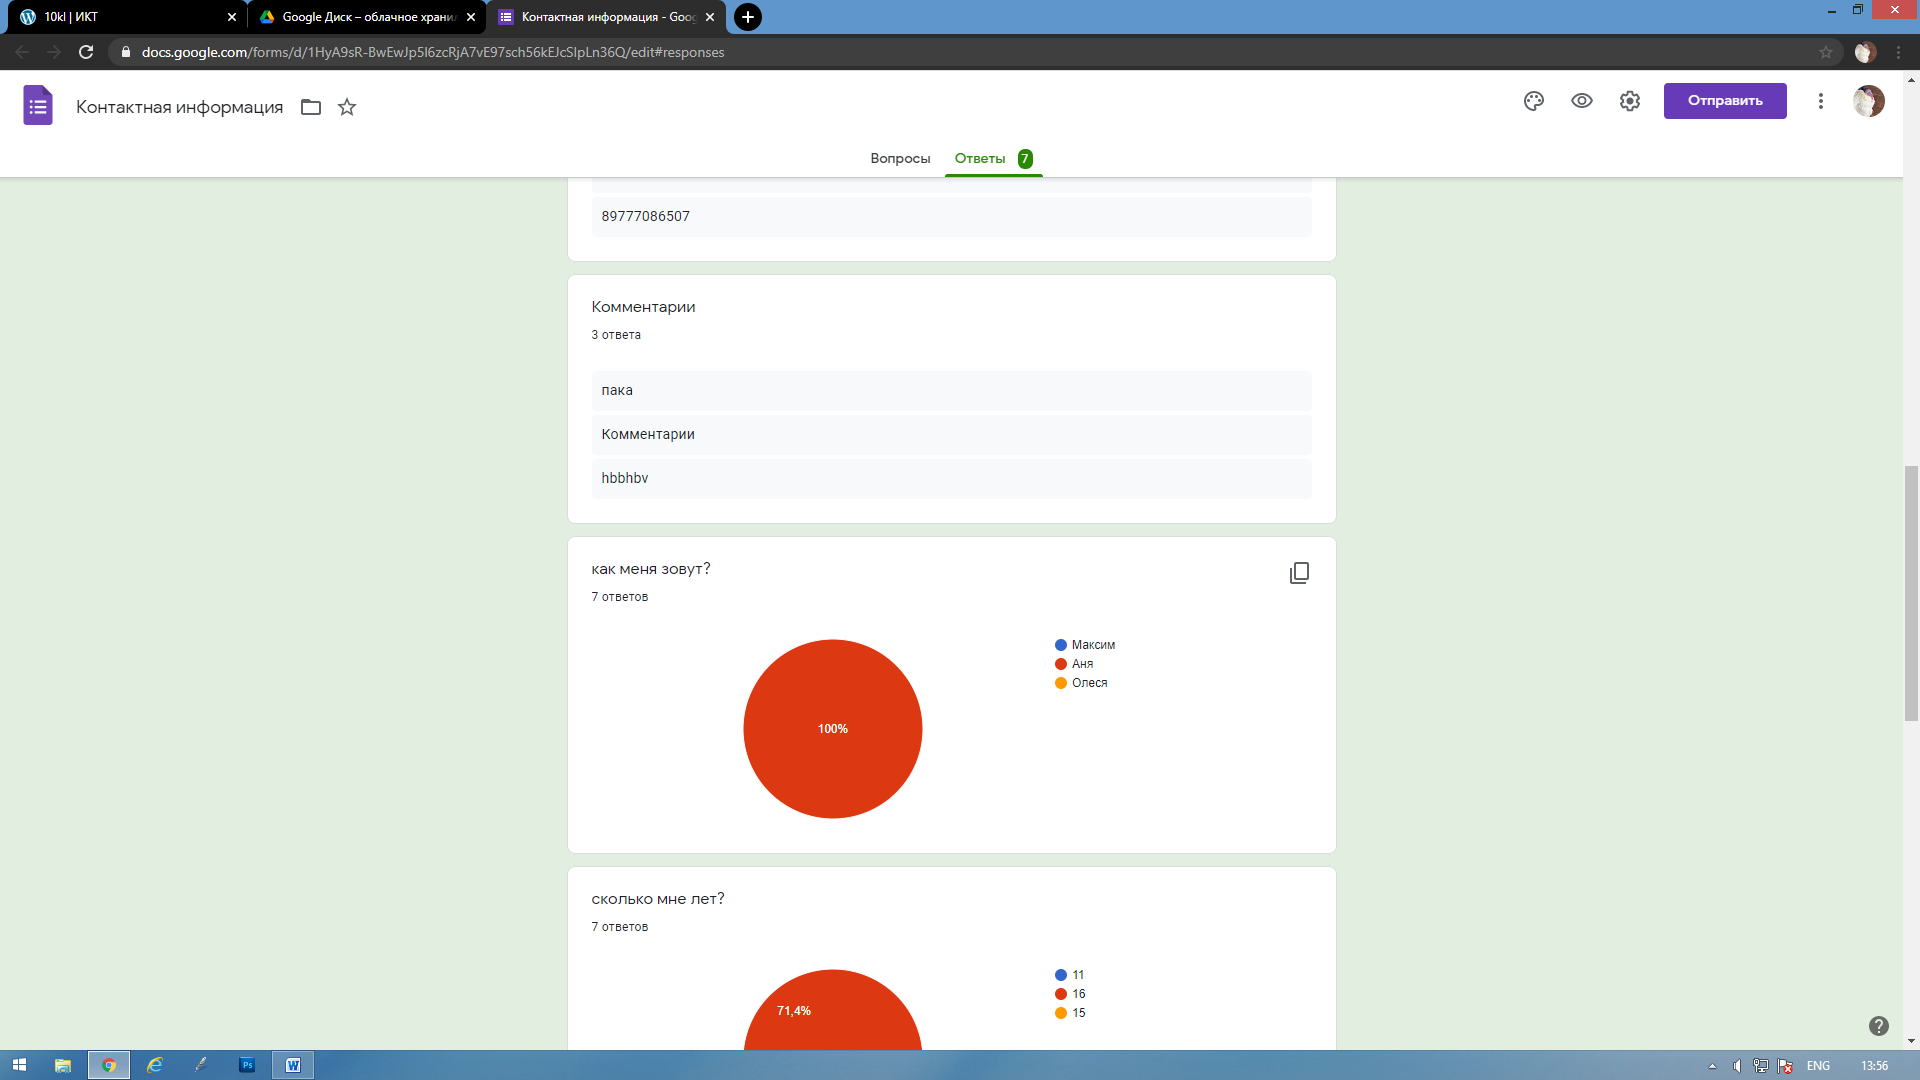 10kl | ИКТ
Google Диск – облачное храни
Контактная информация - Goo
docs.google.com/forms/d/1HyA9sR-BwEwJp5l6zcRjA7vE97sch56kEJcSlpLn36Q/edit#responses
Контактная информация
Отправить
Вопросы
Ответы 7
89777086507
Комментарии
3 ответа
пака
Комментарии
hbbhbv
как меня зовут?
7 ответов
Максим
Аня
Олеся
100%
сколько мне лет?
7 ответов
11
16
15
71,4%
Ps
W
ENG
13:56